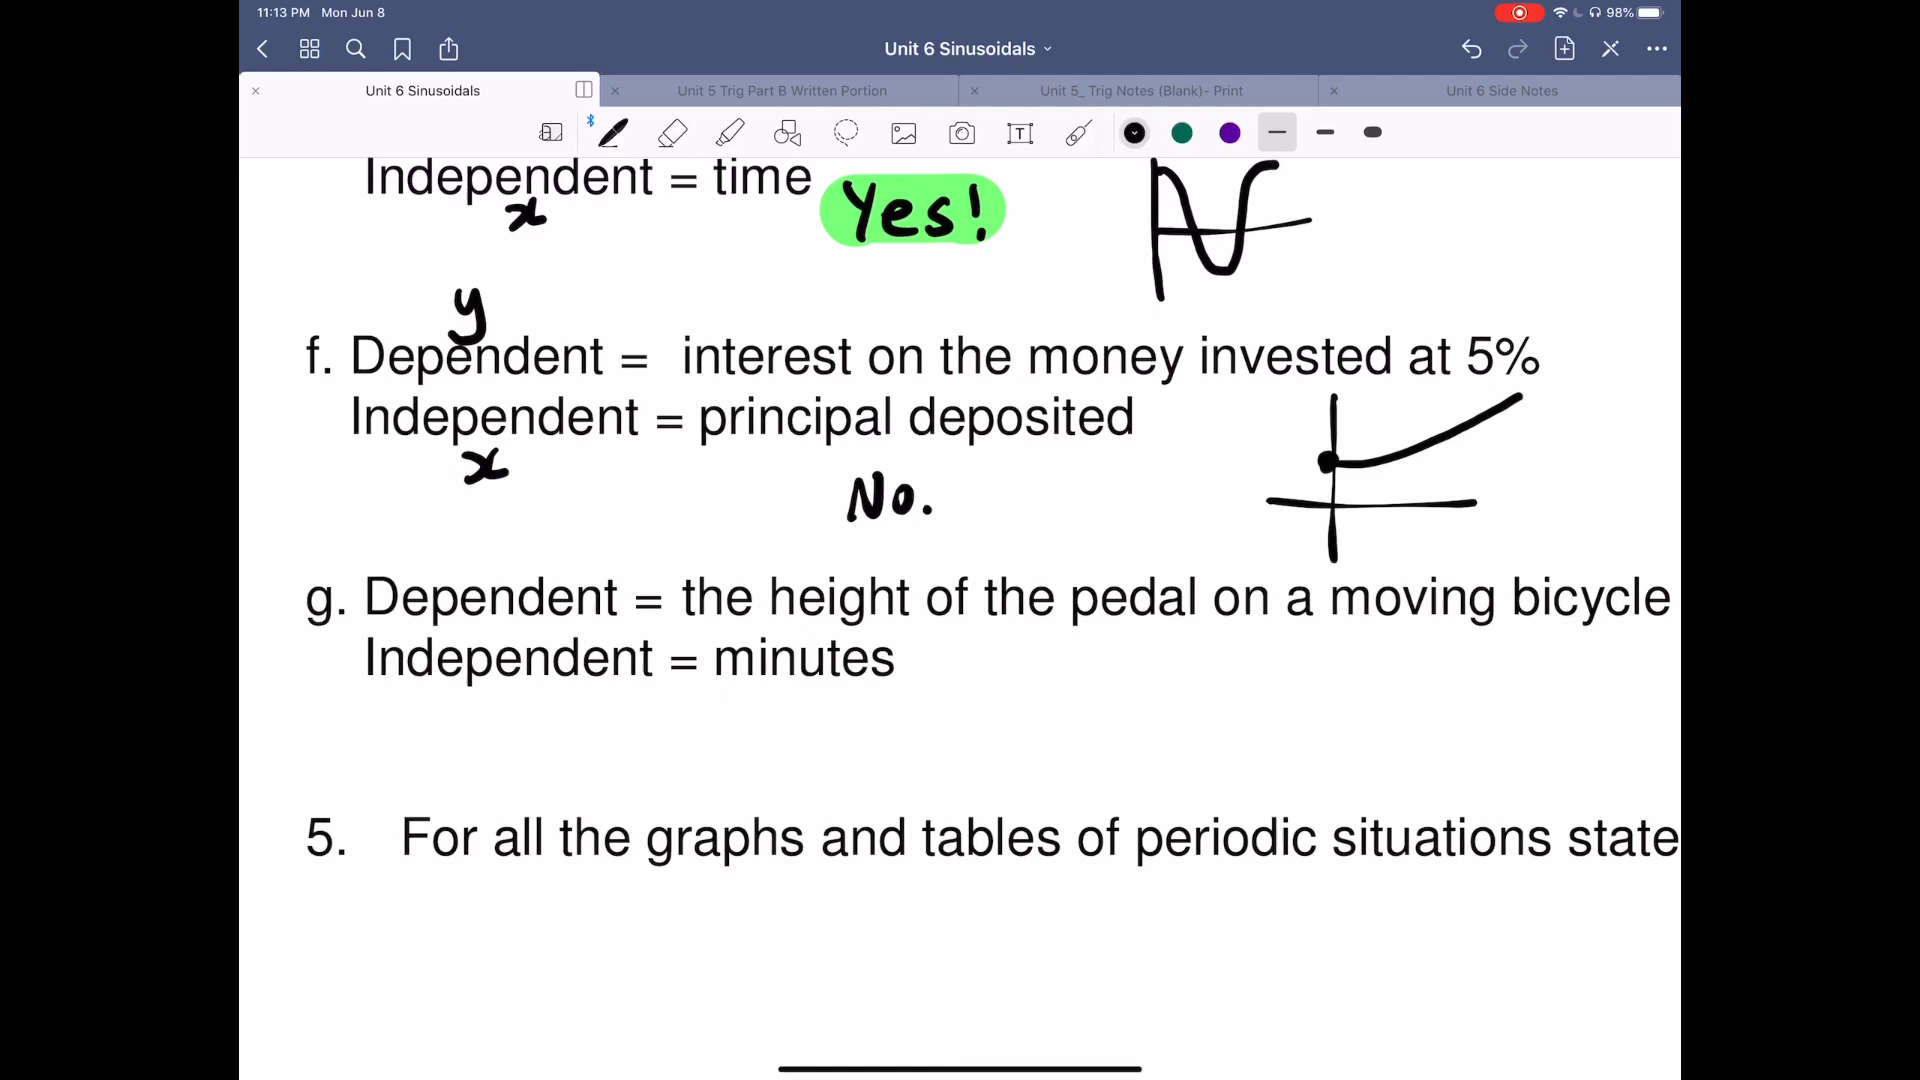 11:13 PM Mon Jun 8
98%
Unit 6 Sinusoidals
Unit 6 Sinusoidals
Unit 5 Trig Part B Written Portion
Unit 5_ Trig Notes (Blank)- Print
Unit 6 Side Notes
T
Independent = time
x
Yes!
y
f. Dependent = interest on the money invested at 5%
Independent = principal deposited
x
No.
g. Dependent = the height of the pedal on a moving bicycle
Independent = minutes
5. For all the graphs and tables of periodic situations state